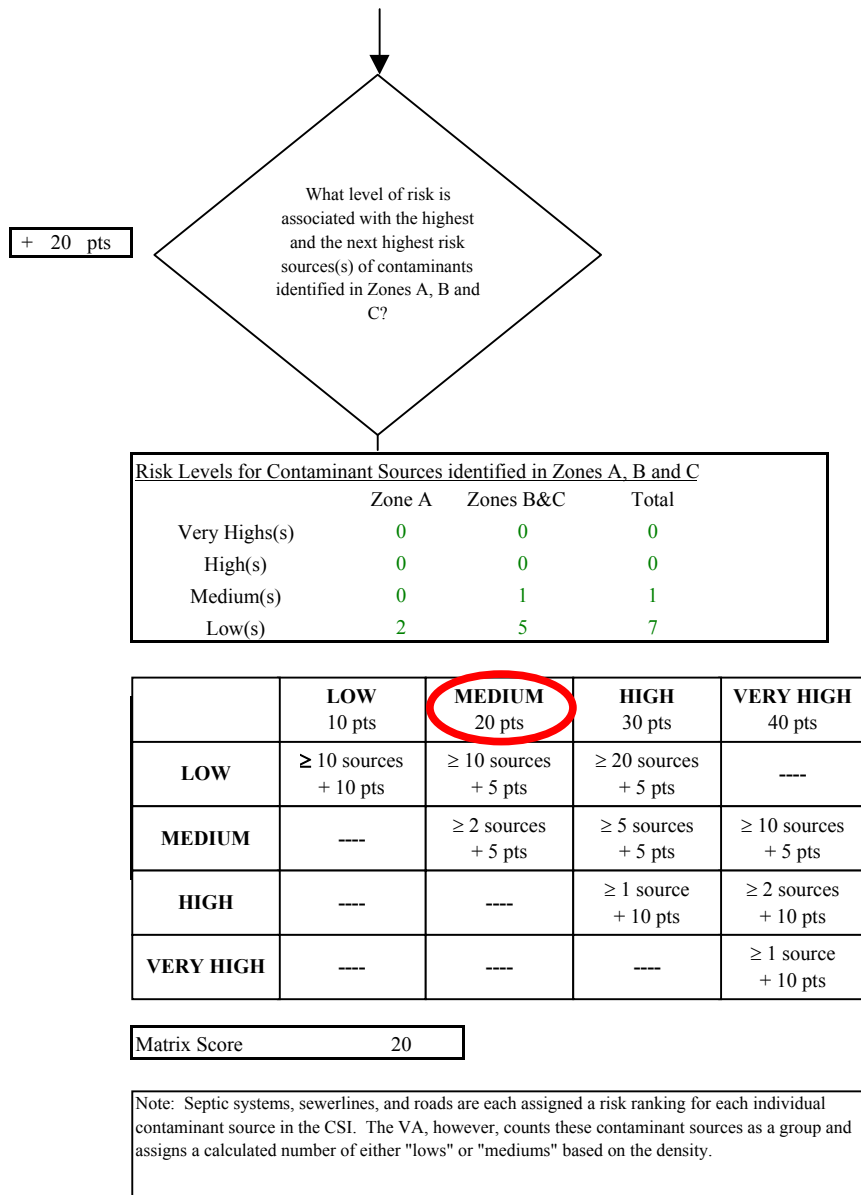 What level of risk is
associated with the highest
and the next highest risk
sources(s) of contaminants
identified in Zones A, B and
C?
+ 20 pts
Risk Levels for Contaminant Sources identified in Zones A, B and C
Zone A Zones B&C Total
Very Highs(s) 0 0 0
High(s) 0 0 0
Medium(s) 0 1 1
Low(s) 2 5 7
LOW MEDIUM HIGH VERY HIGH
10 pts 20 pts 30 pts 40 pts
LOW ≥ 10 sources ≥ 10 sources ≥ 20 sources ----
+ 10 pts + 5 pts + 5 pts
MEDIUM ---- ≥ 2 sources ≥ 5 sources ≥ 10 sources
+ 5 pts + 5 pts + 5 pts
HIGH ---- ---- ≥ 1 source ≥ 2 sources
+ 10 pts + 10 pts
VERY HIGH ---- ---- ---- ≥ 1 source
+ 10 pts
Matrix Score 20
Note: Septic systems, sewerlines, and roads are each assigned a risk ranking for each individual
contaminant source in the CSI. The VA, however, counts these contaminant sources as a group and
assigns a calculated number of either "lows" or "mediums" based on the density.